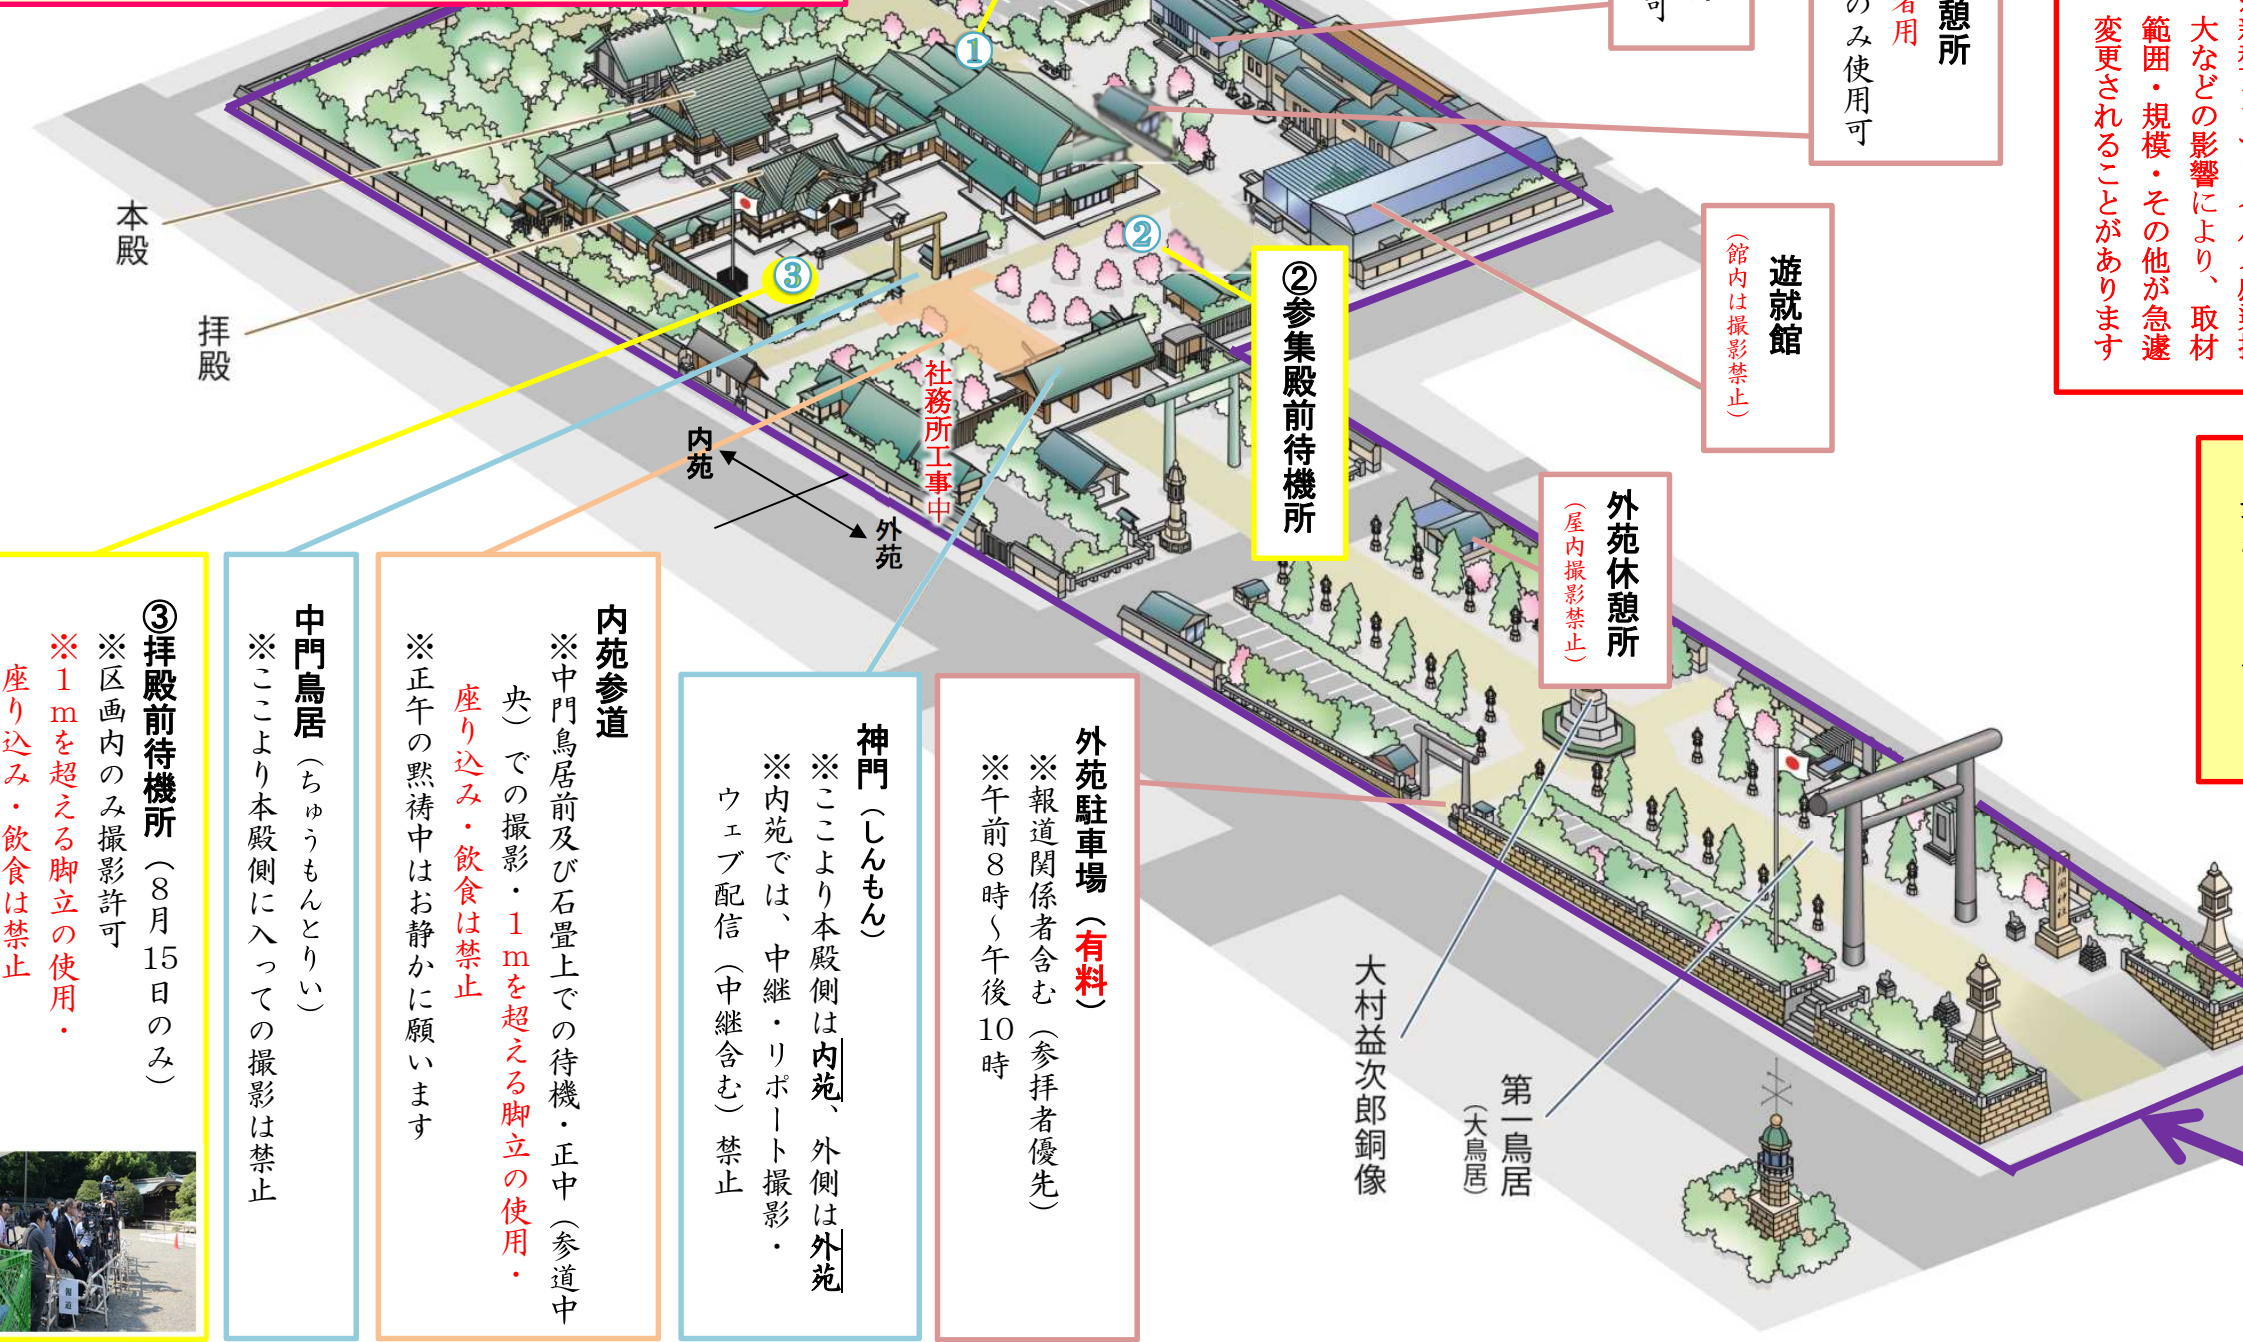 憩所
者用
のみ使用可
可
大などの影響により、取材
範囲・規模・その他が急遽
変更されることがあります
遊就館
（館内は撮影禁止）
外苑休憩所
（屋内撮影禁止）
②参集殿前待機所
①
②
③
本殿
拝殿
社務所工事中
内苑
外苑
大村益次郎銅像
第一鳥居
（大鳥居）
外苑駐車場（有料）
※報道関係者含む（参拝者優先）
※午前8時～午後10時
神門（しんもん）
※ここより本殿側は内苑、外側は外苑
※内苑では、中継・リポート撮影・
ウェブ配信（中継含む）禁止
内苑参道
※中門鳥居前及び石畳上での待機・正中（参道中
央）での撮影・1mを超える脚立の使用・
座り込み・飲食は禁止
※正午の黙祷中はお静かに願います
中門鳥居（ちゅうもんとりい）
※ここより本殿側に入っての撮影は禁止
③拝殿前待機所（8月15日のみ）
※区画内のみ撮影許可
※1mを超える脚立の使用・
座り込み・飲食は禁止
報道